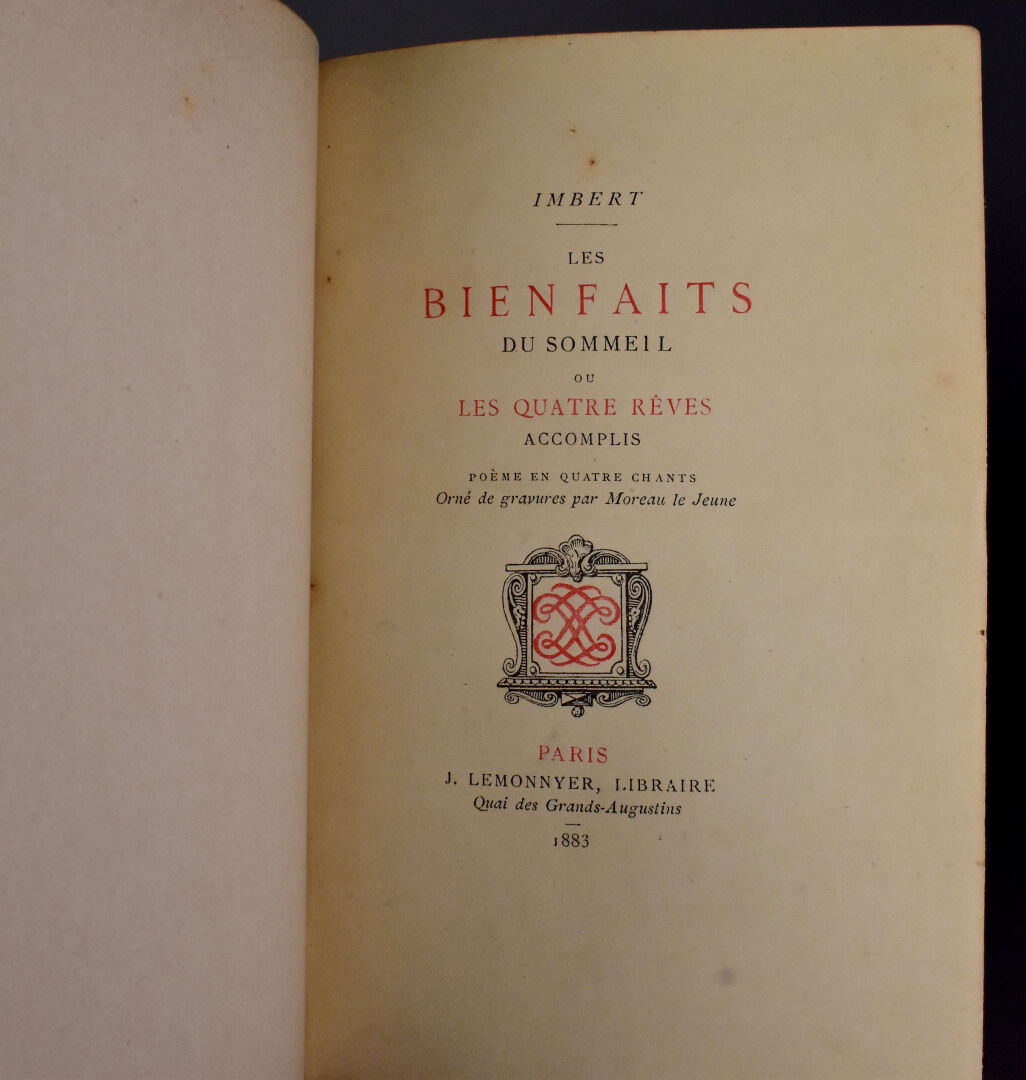 IMBERT
LES
BIENFAITS
DU SOMMEIL
OU
LES QUATRE RÊVES
ACCOMPLIS
POÈME EN QUATRE CHANTS
Orné de gravures par Moreau le Jeune
PARIS
J. LEMONNYER, LIBRAIRE
Quai des Grands-Augustins
1883